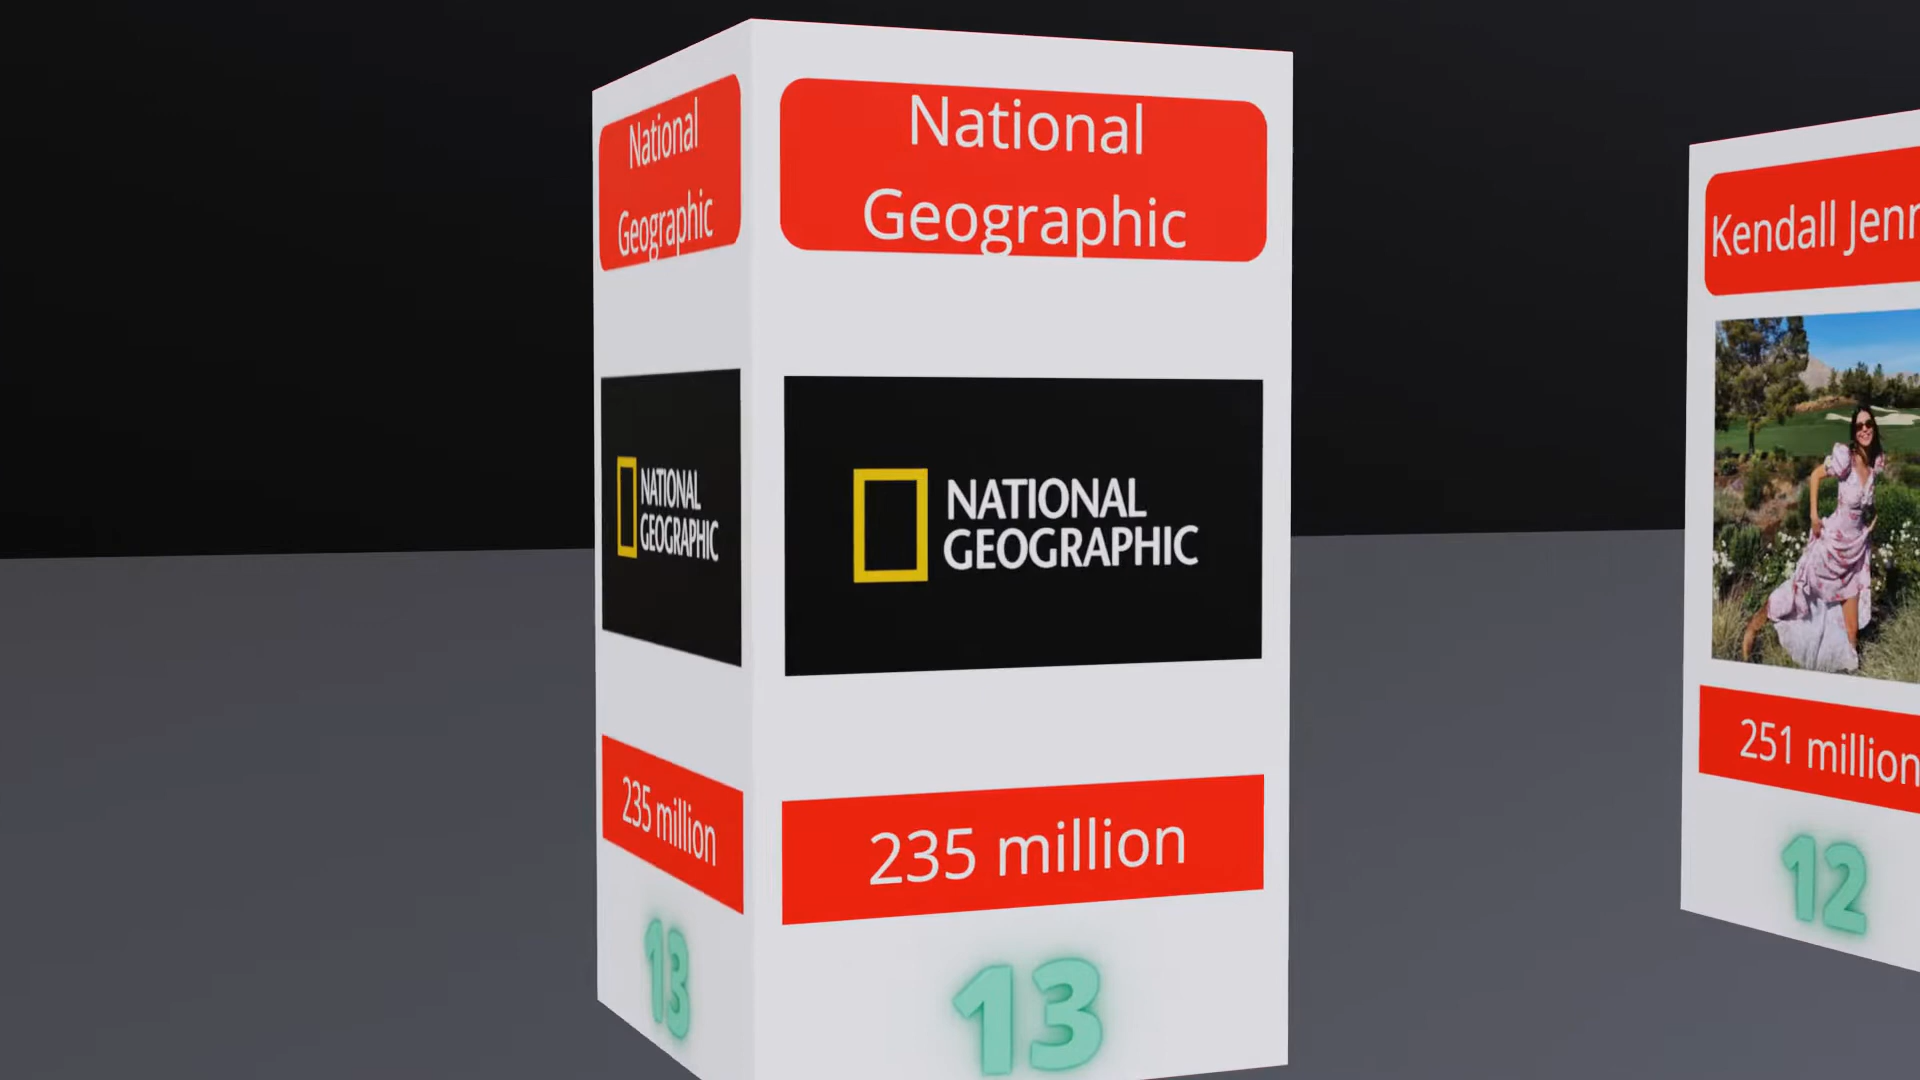 National
Geographic
NATIONAL
GEOGRAPHIC
235 million
13
National
Geographic
NATIONAL
GEOGRAPHIC
235 million
13
Kendall Jenn
251 million
12